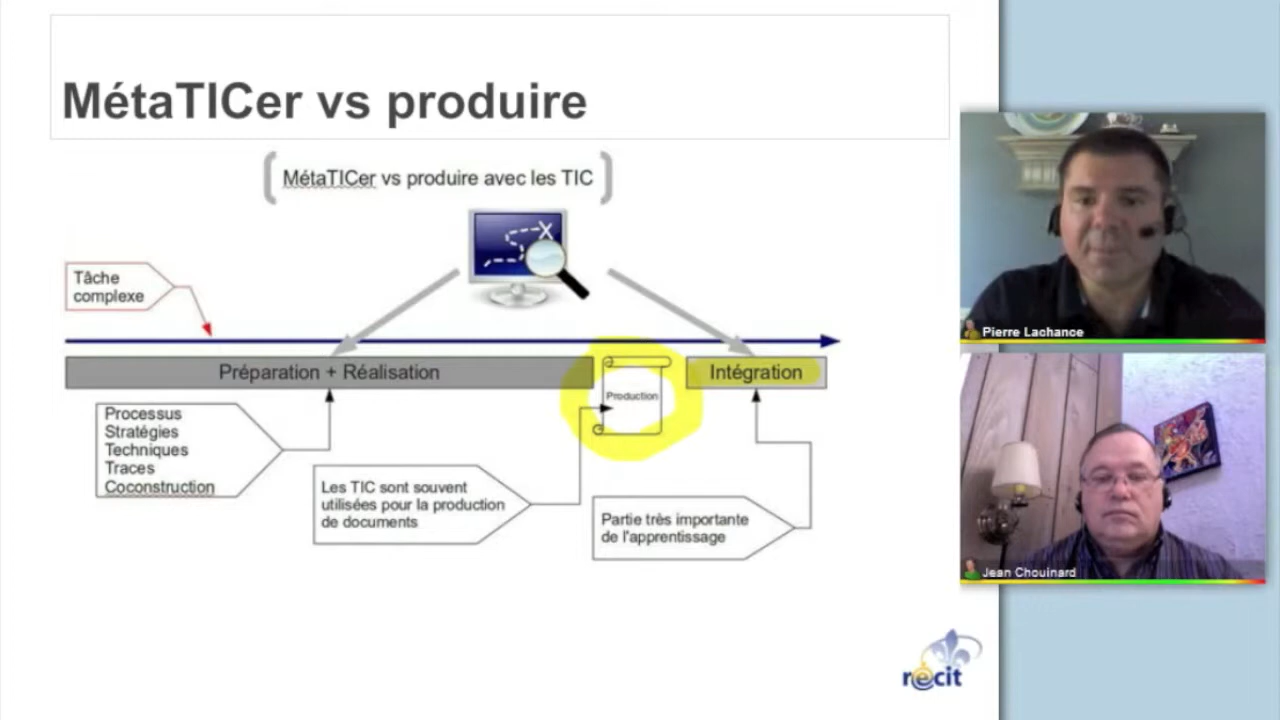 MétaTICer vs produire
MétaTICer vs produire avec les TIC
Tâche
complexe
Préparation + Réalisation
Production
Intégration
Processus
Stratégies
Techniques
Traces
Coconstruction
Les TIC sont souvent
utilisées pour la production
de documents
Partie très importante
de l'apprentissage
Pierre Lachance
Jean Chouinard
récit